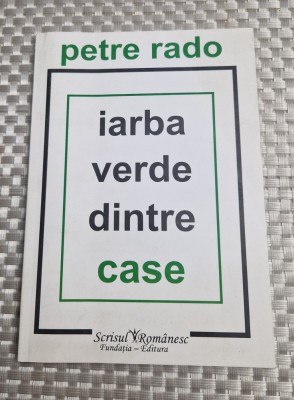 petre rado
iarba
verde
dintre
case
Scrisul Românesc
Fundația – Editura